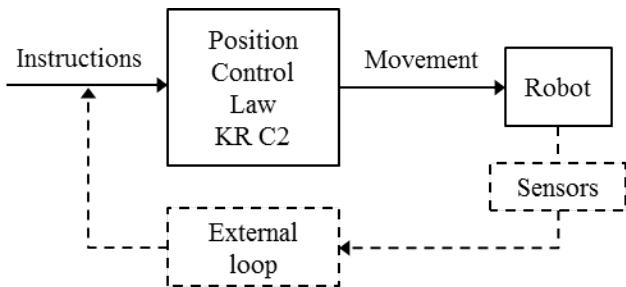 Instructions
Position
Control
Law
KR C2
Movement
Robot
Sensors
External
loop